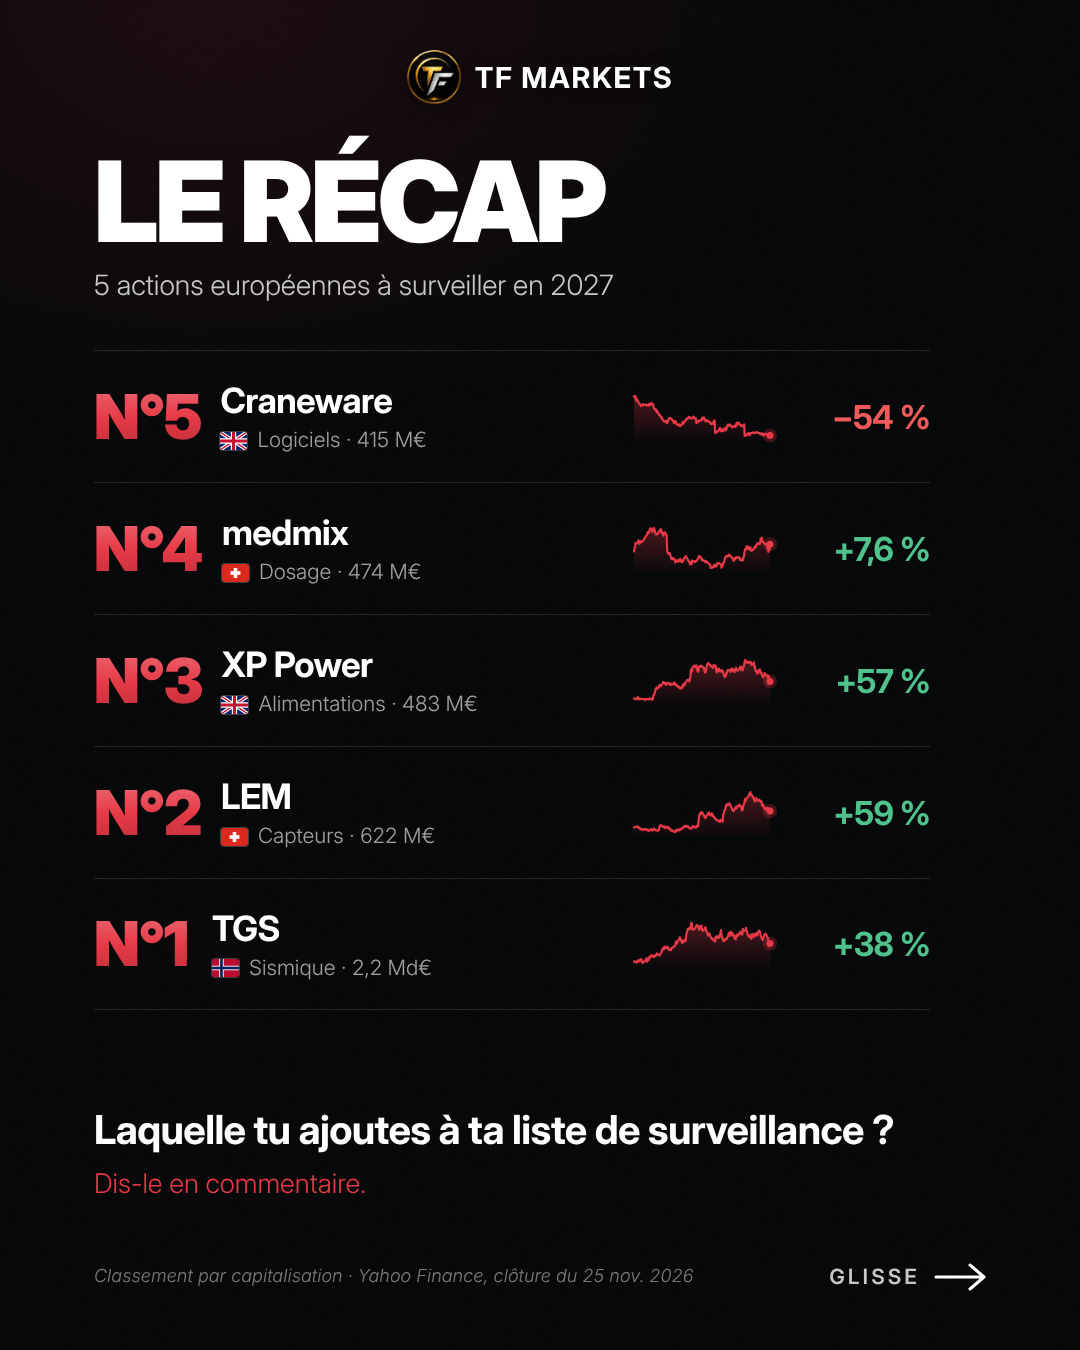 TF MARKETS
LE RÉCAP
5 actions européennes à surveiller en 2027
N°5 Craneware
Logiciels · 415 M€
−54 %
N°4 medmix
Dosage · 474 M€
+7,6 %
N°3 XP Power
Alimentations · 483 M€
+57 %
N°2 LEM
Capteurs · 622 M€
+59 %
N°1 TGS
Sismique · 2,2 Md€
+38 %
Laquelle tu ajoutes à ta liste de surveillance ?
Dis-le en commentaire.
Classement par capitalisation · Yahoo Finance, clôture du 25 nov. 2026
GLISSE